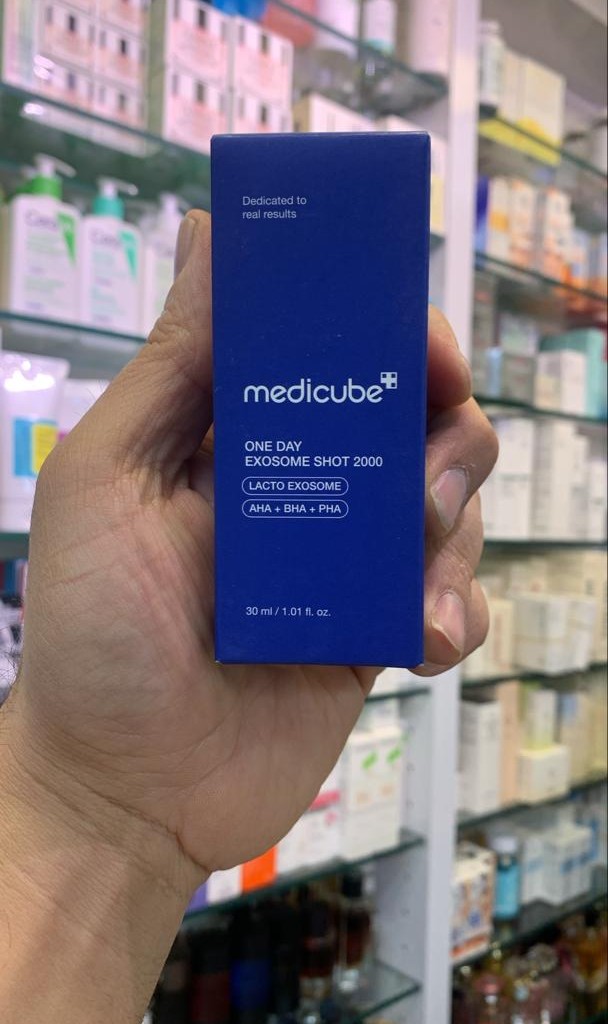 Dedicated to
real results
medicube
ONE DAY
EXOSOME SHOT 2000
LACTO EXOSOME
AHA + BHA + PHA
30 ml / 1.01 fl. oz.